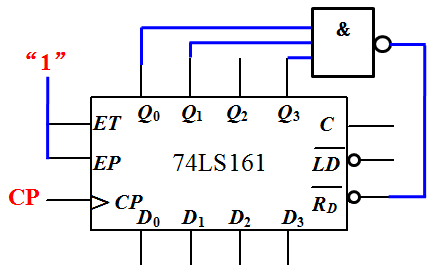 &
“1”
ET
Q0 Q1 Q2 Q3
C
EP
74LS161
LD
CP
CP
RD
D0 D1 D2 D3